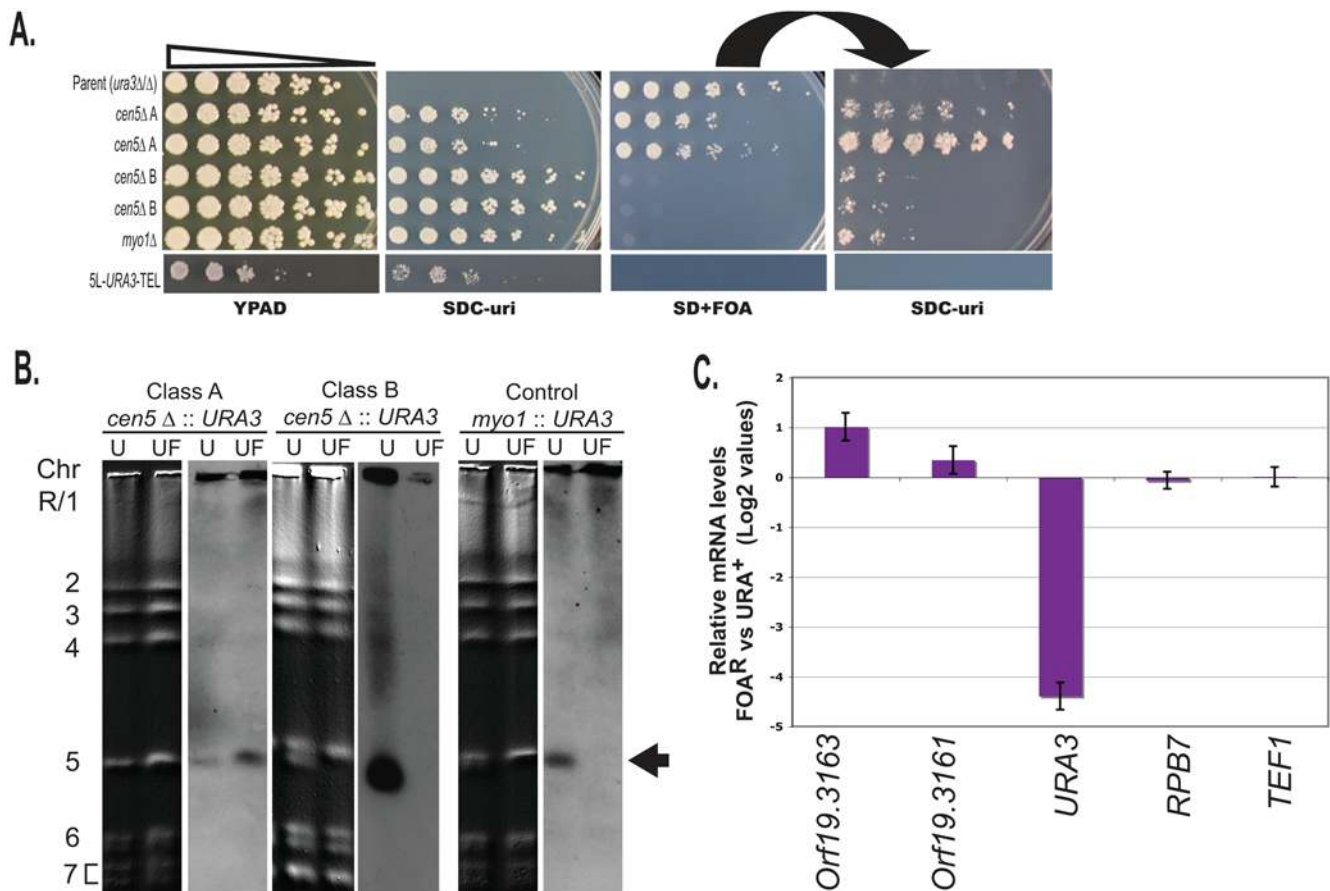 A.
Parent (ura3Δ/Δ)
cen5Δ A
cen5Δ A
cen5Δ B
cen5Δ B
myo1Δ
5L-URA3-TEL
YPAD
SDC-uri
SD+FOA
SDC-uri
B.
Class A
cen5 Δ :: URA3
U UF U UF
Class B
cen5 Δ :: URA3
U UF U UF
Control
myo1 :: URA3
U UF U UF
Chr
R/1
2
3
4
5
6
7
C.
Relative mRNA levels
FOAR vs URA+ (Log2 values)
2
1
0
-1
-2
-3
-4
-5
Orf19.3163
Orf19.3161
URA3
RPB7
TEF1